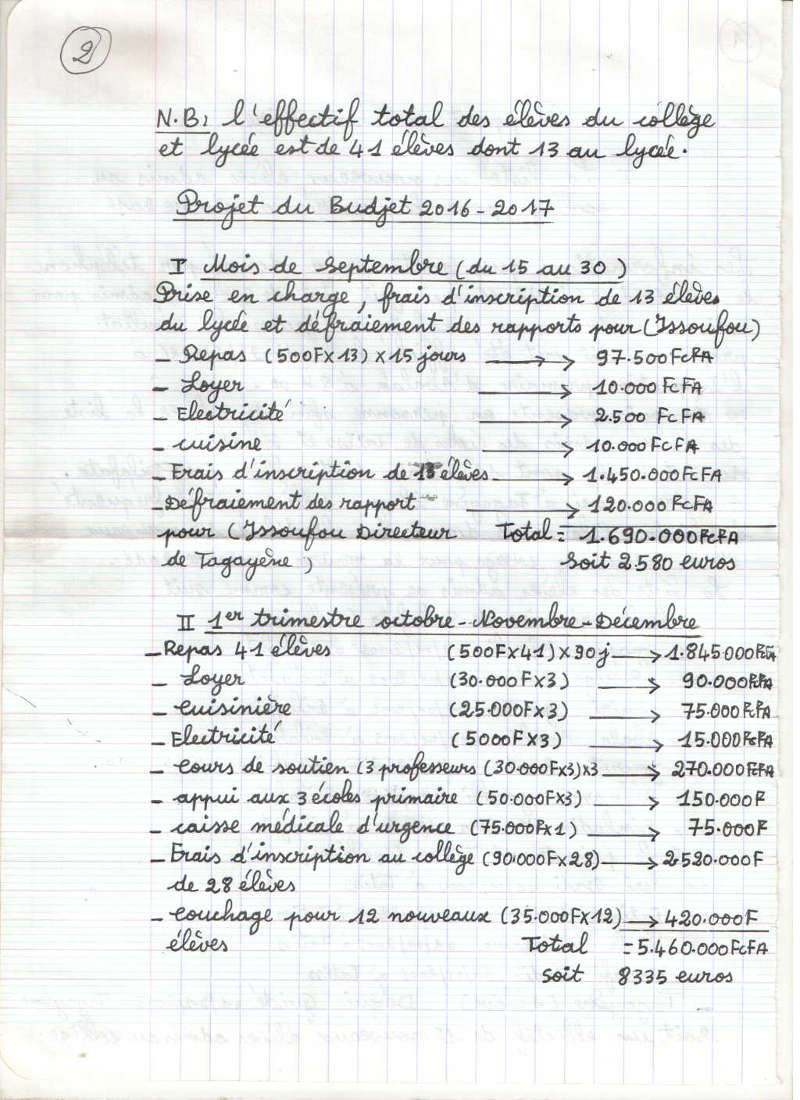 2
N.B: l'effectif total des élèves du collège
et lycée est de 41 élèves dont 13 au lycée.
Projet du Budjet 2016-2017
I Mois de Septembre (du 15 au 30)
Prise en charge, frais d'inscription de 13 élèves
du lycée et défraiement des rapports pour (Issoufou)
- Repas (500F x 13) x 15 jours → 97.500 FcFA
- Loyer → 10.000 FcFA
- Electricité → 2.500 FcFA
- cuisine → 10.000 FcFA
- Frais d'inscription de 13 élèves → 1.450.000 FcFA
- Défraiement des rapport → 120.000 FcFA
pour (Issoufou Directeur Total = 1.690.000 FcFA
de Tagayène) soit 2580 euros
II 1er trimestre octobre-Novembre-Décembre
- Repas 41 élèves (500F x 41) x 90 j → 1.845.000 FcFA
- Loyer (30.000F x 3) → 90.000 FcFA
- Cuisinière (25.000F x 3) → 75.000 FcFA
- Electricité (5000F x 3) → 15.000 FcFA
- cours de soutien (3 professeurs (30.000F x 3) x 3 → 270.000 FcFA
- appui aux 3 écoles primaire (50.000F x 3) → 150.000F
- caisse médicale d'urgence (75.000F x 1) → 75.000F
- Frais d'inscription au collège (90.000F x 28) → 2.520.000F
de 28 élèves
- couchage pour 12 nouveaux (35.000F x 12) → 420.000F
élèves Total = 5.460.000 FcFA
soit 8335 euros